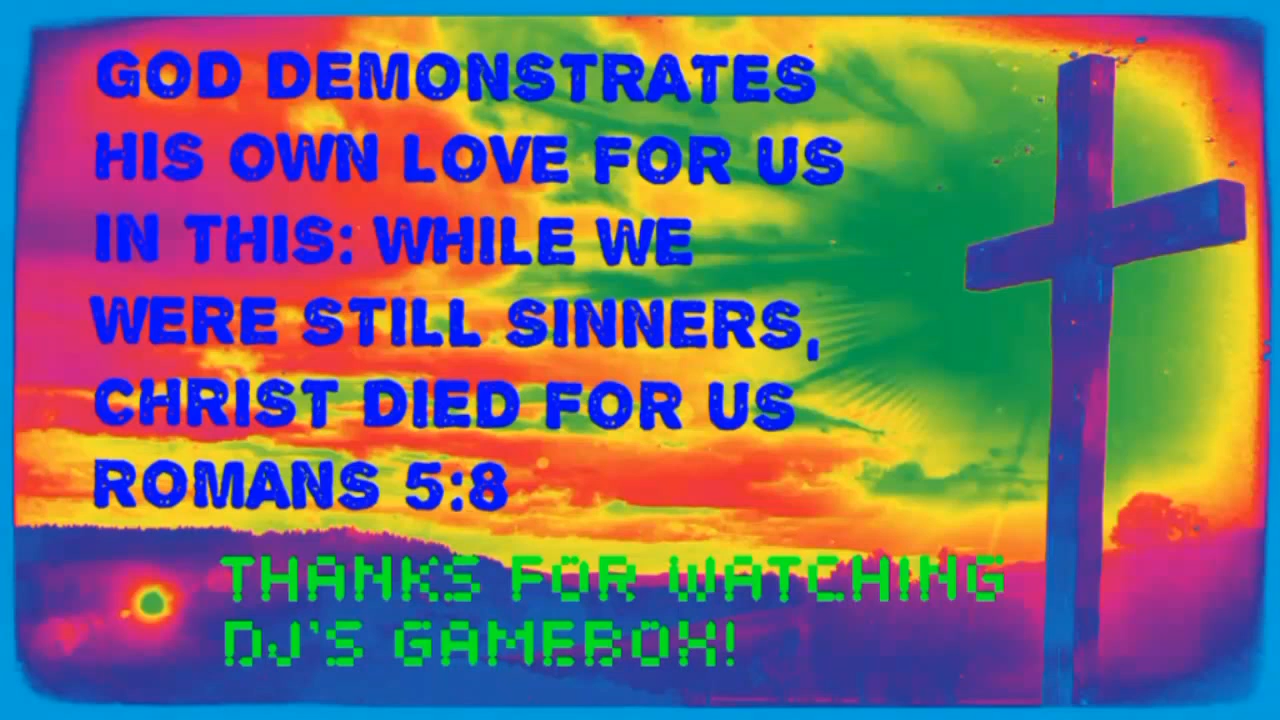 GOD DEMONSTRATES
HIS OWN LOVE FOR US
IN THIS: WHILE WE
WERE STILL SINNERS,
CHRIST DIED FOR US
ROMANS 5:8
THANKS FOR WATCHING
DJ'S GAMEBOX!